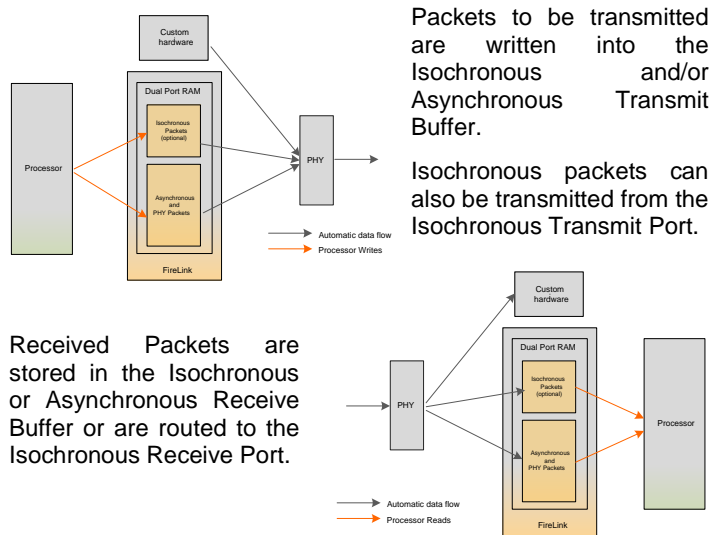 Custom
hardware
Dual Port RAM
Isochronous
Packets
(optional)
Processor
PHY
Asynchronous
and
PHY Packets
Automatic data flow
Processor Writes
FireLink
Packets to be transmitted
are written into the
Isochronous and/or
Asynchronous Transmit
Buffer.
Isochronous packets can
also be transmitted from the
Isochronous Transmit Port.
Received Packets are
stored in the Isochronous
or Asynchronous Receive
Buffer or are routed to the
Isochronous Receive Port.
Custom
hardware
Dual Port RAM
Isochronous
Packets
(optional)
PHY
Processor
Asynchronous
and
PHY Packets
Automatic data flow
Processor Reads
FireLink